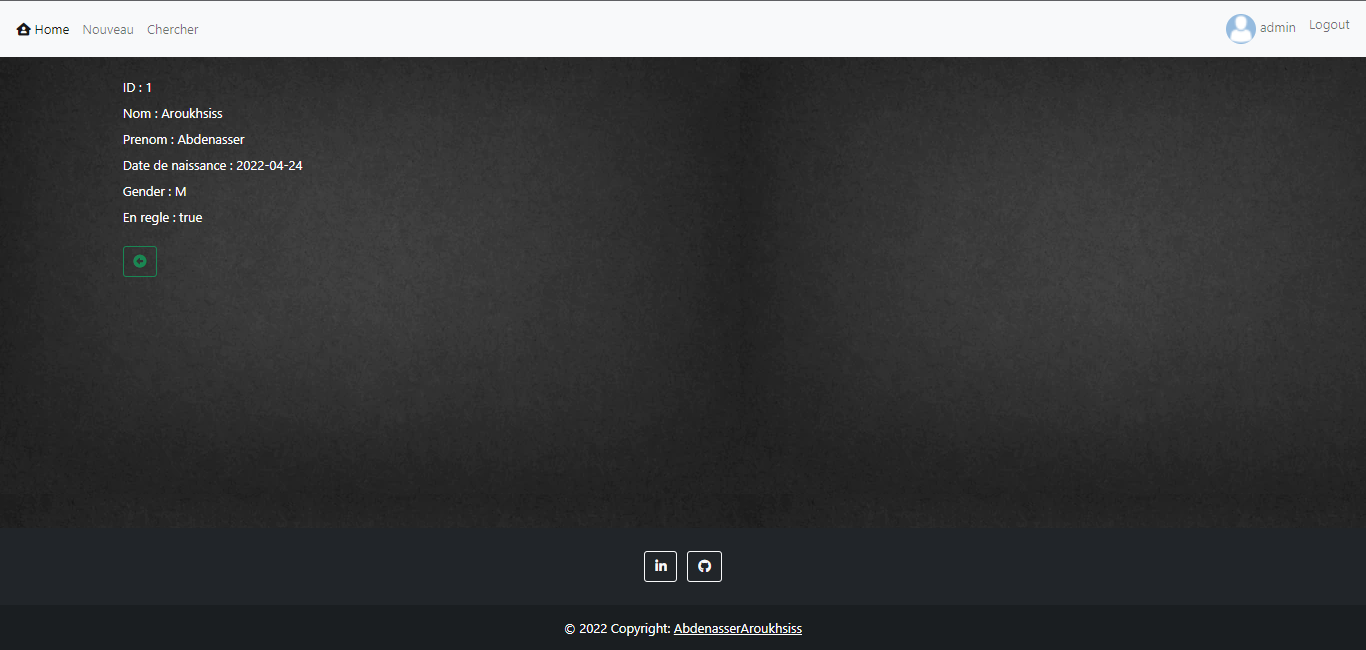 Home Nouveau Chercher admin Logout
ID : 1
Nom : Aroukhsiss
Prenom : Abdenasser
Date de naissance : 2022-04-24
Gender : M
En regle : true
in
© 2022 Copyright: AbdenasserAroukhsiss